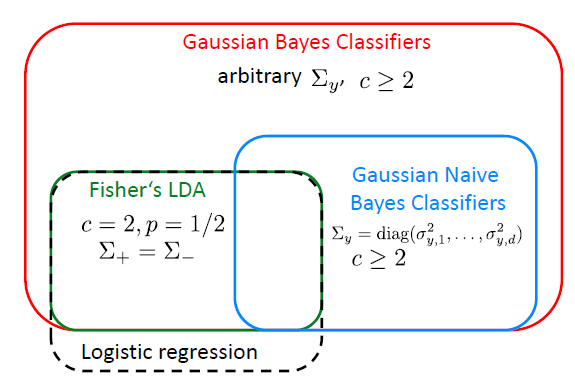 Gaussian Bayes Classifiers
arbitrary Σ_y, c ≥ 2
Fisher's LDA
c = 2, p = 1/2
Σ_+ = Σ_−
Gaussian Naive
Bayes Classifiers
Σ_y = diag(σ²_{y,1}, . . . , σ²_{y,d})
c ≥ 2
Logistic regression